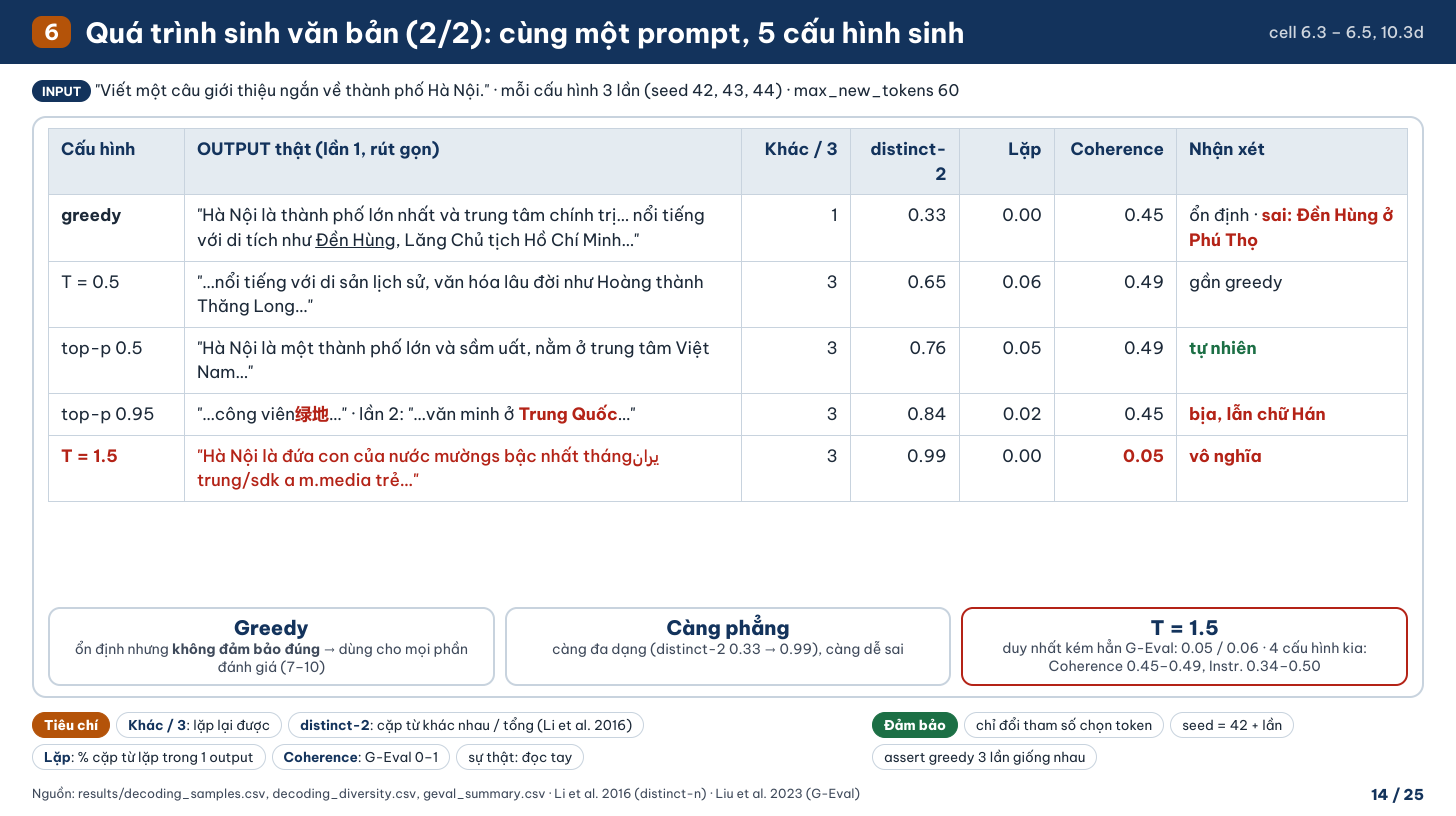 6 Quá trình sinh văn bản (2/2): cùng một prompt, 5 cấu hình sinh cell 6.3 – 6.5, 10.3d
INPUT "Viết một câu giới thiệu ngắn về thành phố Hà Nội." · mỗi cấu hình 3 lần (seed 42, 43, 44) · max_new_tokens 60
Cấu hình OUTPUT thật (lần 1, rút gọn) Khác / 3 distinct- Lặp Coherence Nhận xét
2
greedy "Hà Nội là thành phố lớn nhất và trung tâm chính trị... nổi tiếng 1 0.33 0.00 0.45 ổn định · sai: Đền Hùng ở
với di tích như Đền Hùng, Lăng Chủ tịch Hồ Chí Minh..." Phú Thọ
T = 0.5 "...nổi tiếng với di sản lịch sử, văn hóa lâu đời như Hoàng thành 3 0.65 0.06 0.49 gần greedy
Thăng Long..."
top-p 0.5 "Hà Nội là một thành phố lớn và sầm uất, nằm ở trung tâm Việt 3 0.76 0.05 0.49 tự nhiên
Nam..."
top-p 0.95 "...công viên绿地..." · lần 2: "...văn minh ở Trung Quốc..." 3 0.84 0.02 0.45 bịa, lẫn chữ Hán
T = 1.5 "Hà Nội là đứa con của nước mườngs bậc nhất thángیران 3 0.99 0.00 0.05 vô nghĩa
trung/sdk a m.media trẻ..."
Greedy
ổn định nhưng không đảm bảo đúng → dùng cho mọi phần
đánh giá (7–10)
Càng phẳng
càng đa dạng (distinct-2 0.33 → 0.99), càng dễ sai
T = 1.5
duy nhất kém hẳn G-Eval: 0.05 / 0.06 · 4 cấu hình kia:
Coherence 0.45–0.49, Instr. 0.34–0.50
Tiêu chí Khác / 3: lặp lại được distinct-2: cặp từ khác nhau / tổng (Li et al. 2016)
Lặp: % cặp từ lặp trong 1 output Coherence: G-Eval 0–1 sự thật: đọc tay
Đảm bảo chỉ đổi tham số chọn token seed = 42 + lần
assert greedy 3 lần giống nhau
Nguồn: results/decoding_samples.csv, decoding_diversity.csv, geval_summary.csv · Li et al. 2016 (distinct-n) · Liu et al. 2023 (G-Eval) 14 / 25